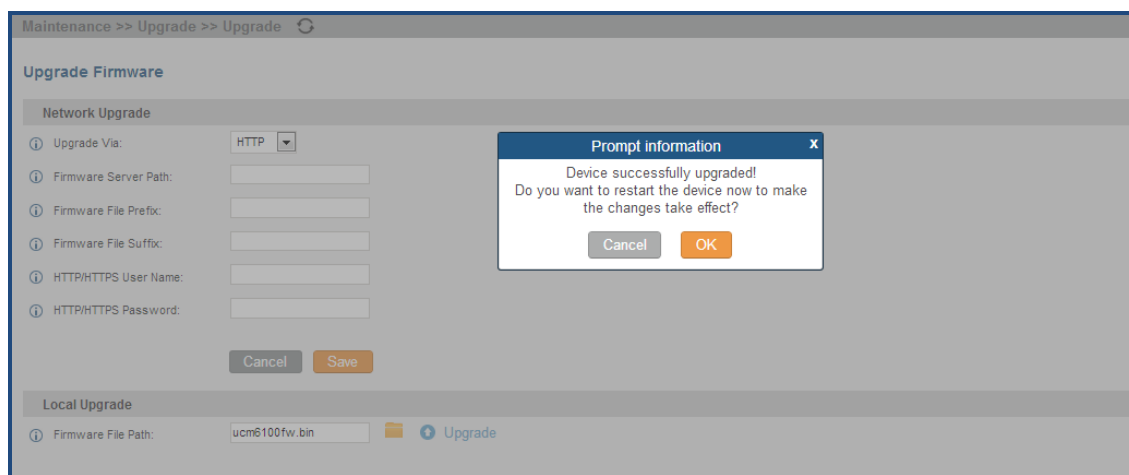 Maintenance >> Upgrade >> Upgrade
Upgrade Firmware
Network Upgrade
Upgrade Via:
HTTP
Firmware Server Path:
Firmware File Prefix:
Firmware File Suffix:
HTTP/HTTPS User Name:
HTTP/HTTPS Password:
Cancel Save
Local Upgrade
Firmware File Path:
ucm6100fw.bin
Upgrade
Prompt information x
Device successfully upgraded!
Do you want to restart the device now to make
the changes take effect?
Cancel OK